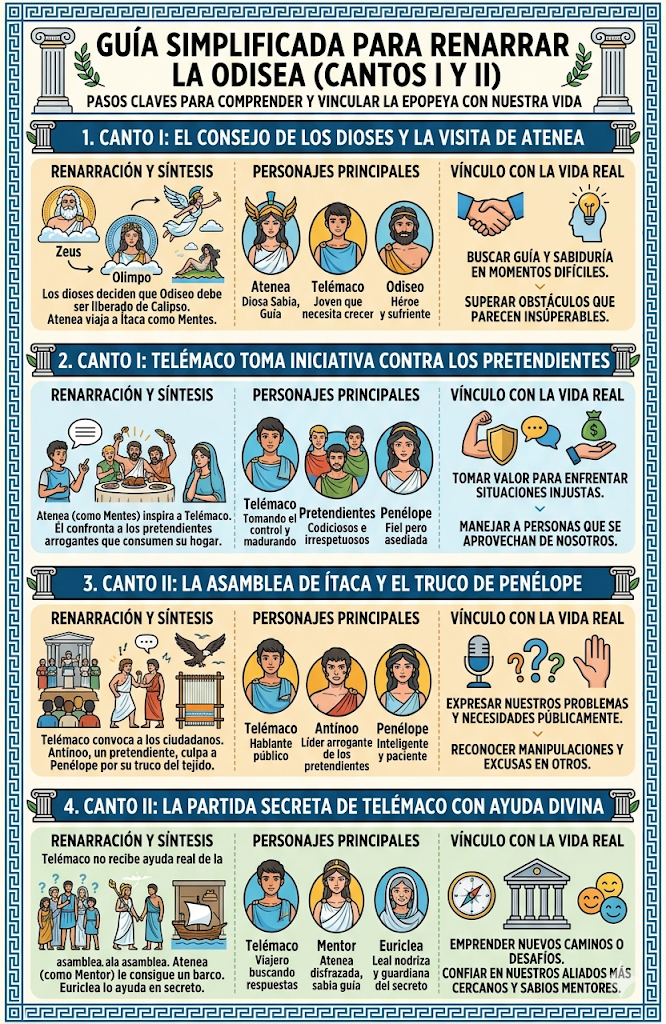 GUÍA SIMPLIFICADA PARA RENARRAR
LA ODISEA (CANTOS I Y II)
PASOS CLAVES PARA COMPRENDER Y VINCULAR LA EPOPEYA CON NUESTRA VIDA
1. CANTO I: EL CONSEJO DE LOS DIOSES Y LA VISITA DE ATENEA
RENARRACIÓN Y SÍNTESIS
Zeus
Olimpo
Los dioses deciden que Odiseo debe
ser liberado de Calipso.
Atenea viaja a Ítaca como Mentes.
PERSONAJES PRINCIPALES
Atenea
Diosa Sabia,
Guía
Telémaco
Joven que
necesita crecer
Odiseo
Héroe
y sufriente
VÍNCULO CON LA VIDA REAL
BUSCAR GUÍA Y SABIDURÍA
EN MOMENTOS DIFÍCILES.
SUPERAR OBSTÁCULOS QUE
PARECEN INSÚPERABLES.
2. CANTO I: TELÉMACO TOMA INICIATIVA CONTRA LOS PRETENDIENTES
RENARRACIÓN Y SÍNTESIS
Atenea (como Mentes) inspira a Telémaco.
Él confronta a los pretendientes
arrogantes que consumen su hogar.
PERSONAJES PRINCIPALES
Telémaco
Tomando el
control y
madurando
Pretendientes
Codiciosos e
irrespetuosos
Penélope
Fiel pero
asediada
VÍNCULO CON LA VIDA REAL
$
TOMAR VALOR PARA ENFRENTAR
SITUACIONES INJUSTAS.
MANEJAR A PERSONAS QUE SE
APROVECHAN DE NOSOTROS.
3. CANTO II: LA ASAMBLEA DE ÍTACA Y EL TRUCO DE PENÉLOPE
RENARRACIÓN Y SÍNTESIS
Telémaco convoca a los ciudadanos.
Antínoo, un pretendiente, culpa a
Penélope por su truco del tejido.
PERSONAJES PRINCIPALES
Telémaco
Hablante
público
Antínoo
Líder arrogante
de los
pretendientes
Penélope
Inteligente
y paciente
VÍNCULO CON LA VIDA REAL
???
EXPRESAR NUESTROS PROBLEMAS
Y NECESIDADES PÚBLICAMENTE.
RECONOCER MANIPULACIONES Y
EXCUSAS EN OTROS.
4. CANTO II: LA PARTIDA SECRETA DE TELÉMACO CON AYUDA DIVINA
RENARRACIÓN Y SÍNTESIS
Telémaco no recibe ayuda real de la
? ? ? ?
asamblea. ala asamblea. Atenea
(como Mentor) le consigue un barco.
Euriclea lo ayuda en secreto.
PERSONAJES PRINCIPALES
Telémaco
Viajero
buscando
respuestas
Mentor
Atenea
disfrazada,
sabia guía
Euriclea
Leal nodriza
y guardiana
del secreto
VÍNCULO CON LA VIDA REAL
EMPRENDER NUEVOS CAMINOS O
DESAFÍOS.
CONFIAR EN NUESTROS ALIADOS MÁS
CERCANOS Y SABIOS MENTORES.